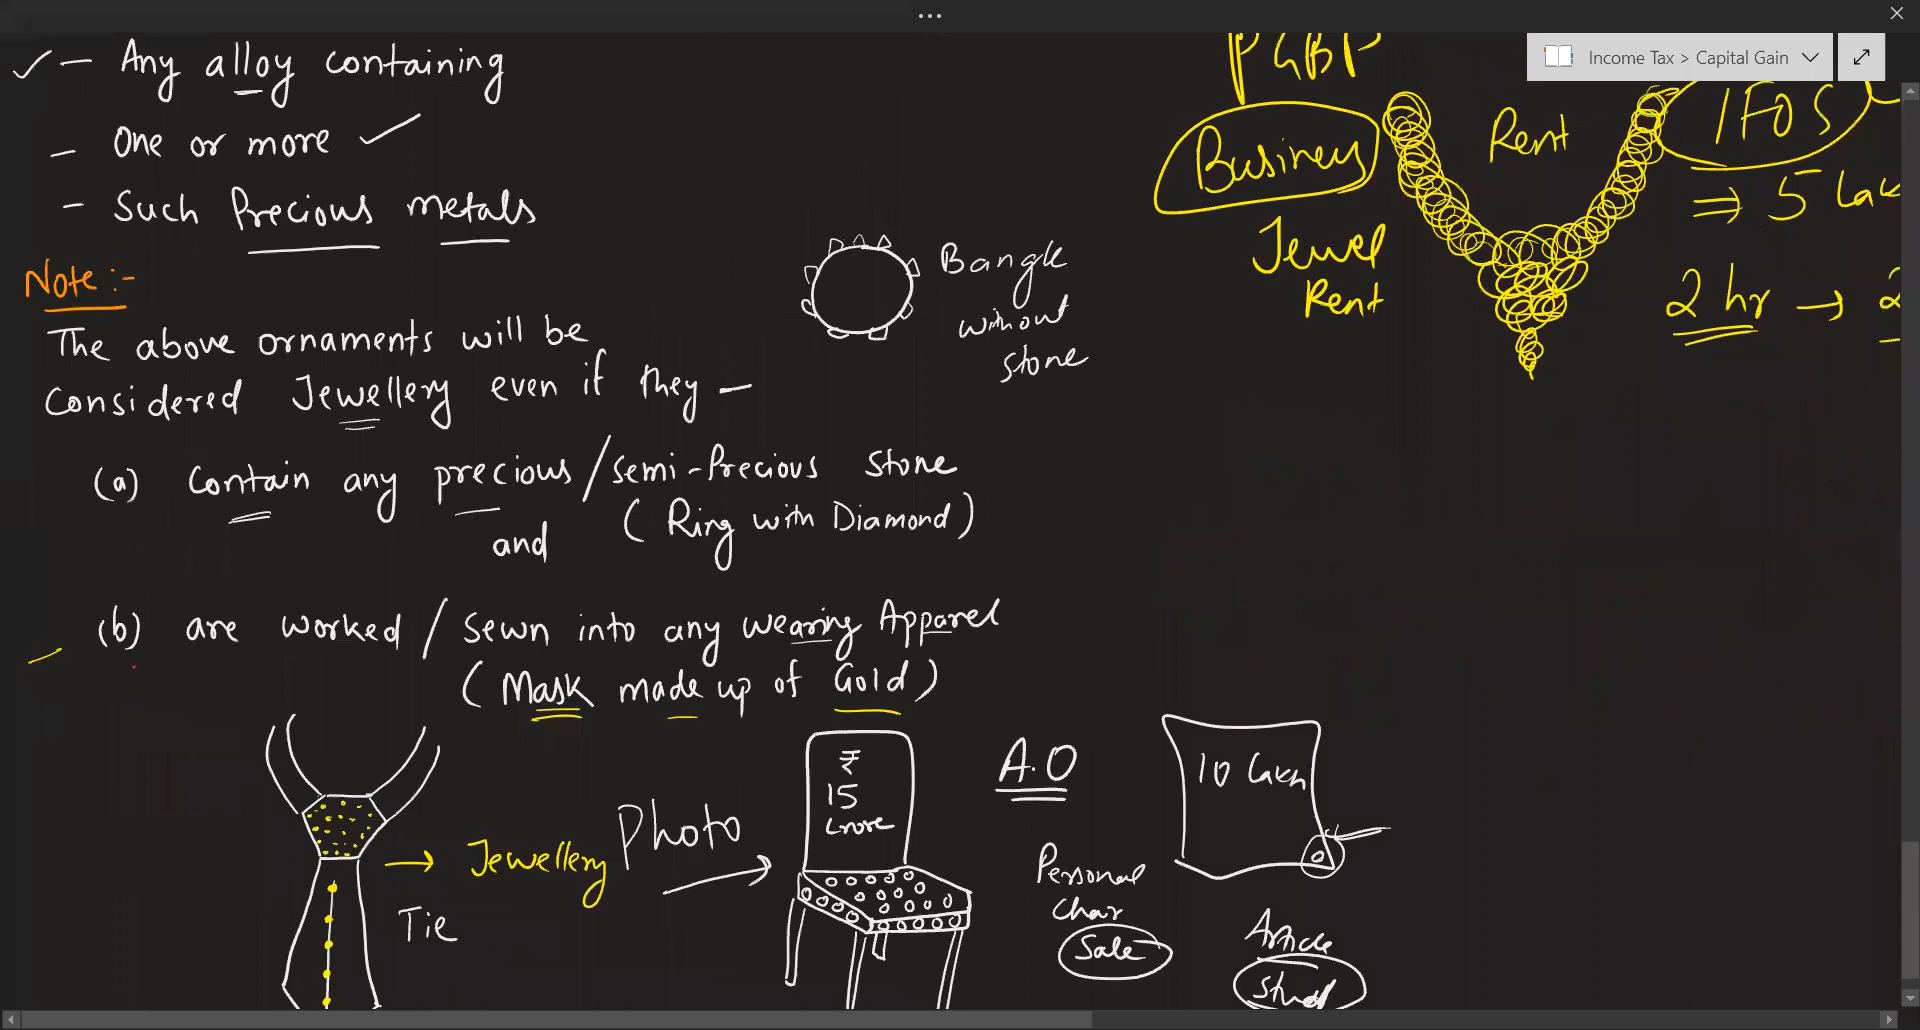 Income Tax > Capital Gain
- Any alloy containing
- One or more
- Such Precious metals
Note :-
The above ornaments will be
considered Jewellery even if they -
(a) contain any precious / semi-Precious stone
and (Ring with Diamond)
(b) are worked / sewn into any wearing Apparel
(Mask made up of Gold)
Bangle
without
stone
PGBP
Business
Jewel
Rent
Rent
IFOS
⇒ 5 Lak
2 hr → 2
→ Jewellery
Tie
Photo
₹
15
crore
A.O
Personal
Chair
Sale
10 Lakh
Article